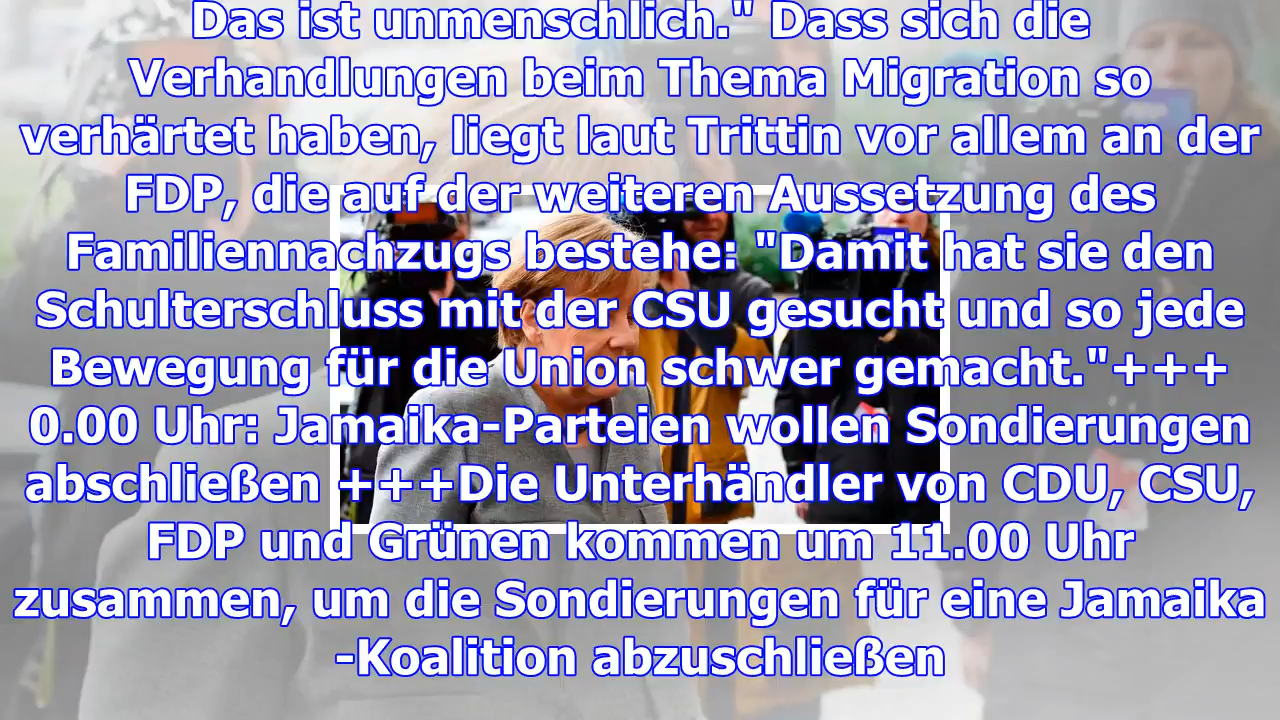 Das ist unmenschlich." Dass sich die
Verhandlungen beim Thema Migration so
verhärtet haben, liegt laut Trittin vor allem an der
FDP, die auf der weiteren Aussetzung des
Familiennachzugs bestehe: "Damit hat sie den
Schulterschluss mit der CSU gesucht und so jede
Bewegung für die Union schwer gemacht."+++
0.00 Uhr: Jamaika-Parteien wollen Sondierungen
abschließen +++Die Unterhändler von CDU, CSU,
FDP und Grünen kommen um 11.00 Uhr
zusammen, um die Sondierungen für eine Jamaika
-Koalition abzuschließen